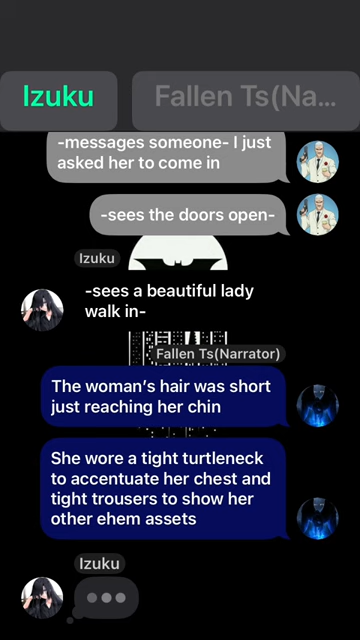 Izuku
Fallen Ts(Na...
-messages someone- I just
asked her to come in
-sees the doors open-
Izuku
-sees a beautiful lady
walk in-
Fallen Ts(Narrator)
The woman's hair was short
just reaching her chin
She wore a tight turtleneck
to accentuate her chest and
tight trousers to show her
other ehem assets
Izuku